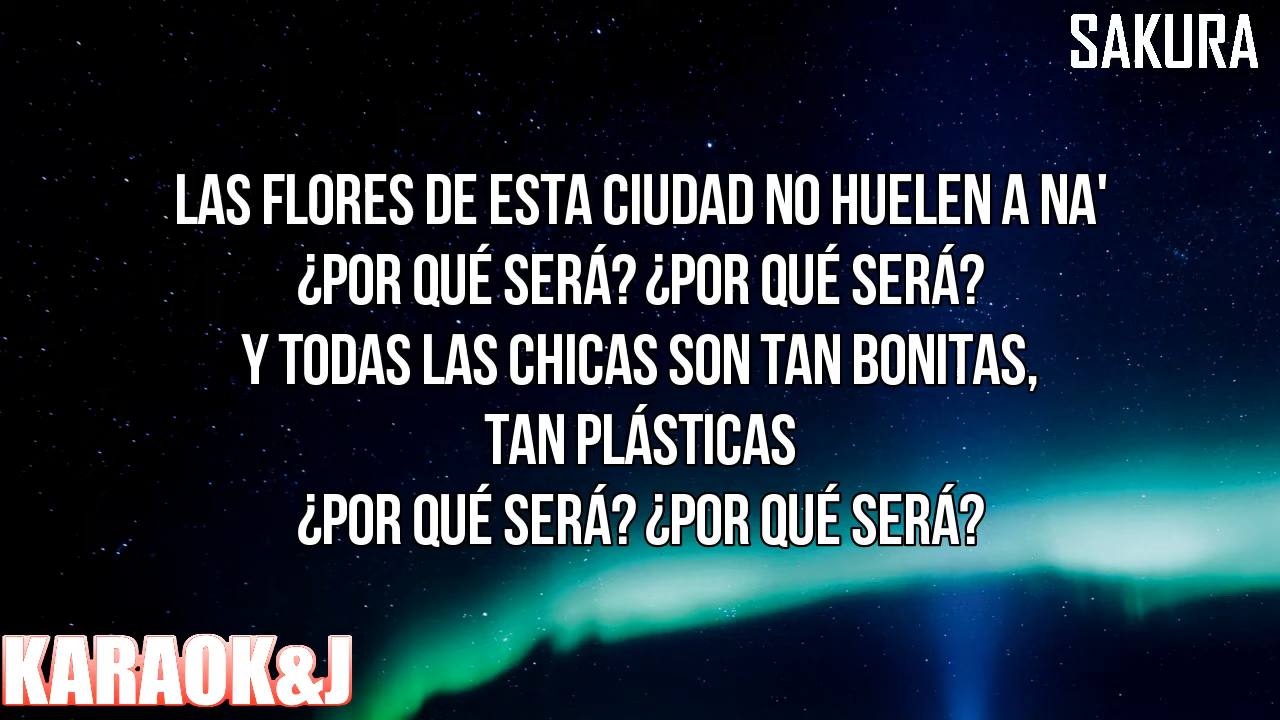 SAKURA
LAS FLORES DE ESTA CIUDAD NO HUELEN A NA'
¿POR QUÉ SERÁ? ¿POR QUÉ SERÁ?
Y TODAS LAS CHICAS SON TAN BONITAS,
TAN PLÁSTICAS
¿POR QUÉ SERÁ? ¿POR QUÉ SERÁ?
KARAOK&J